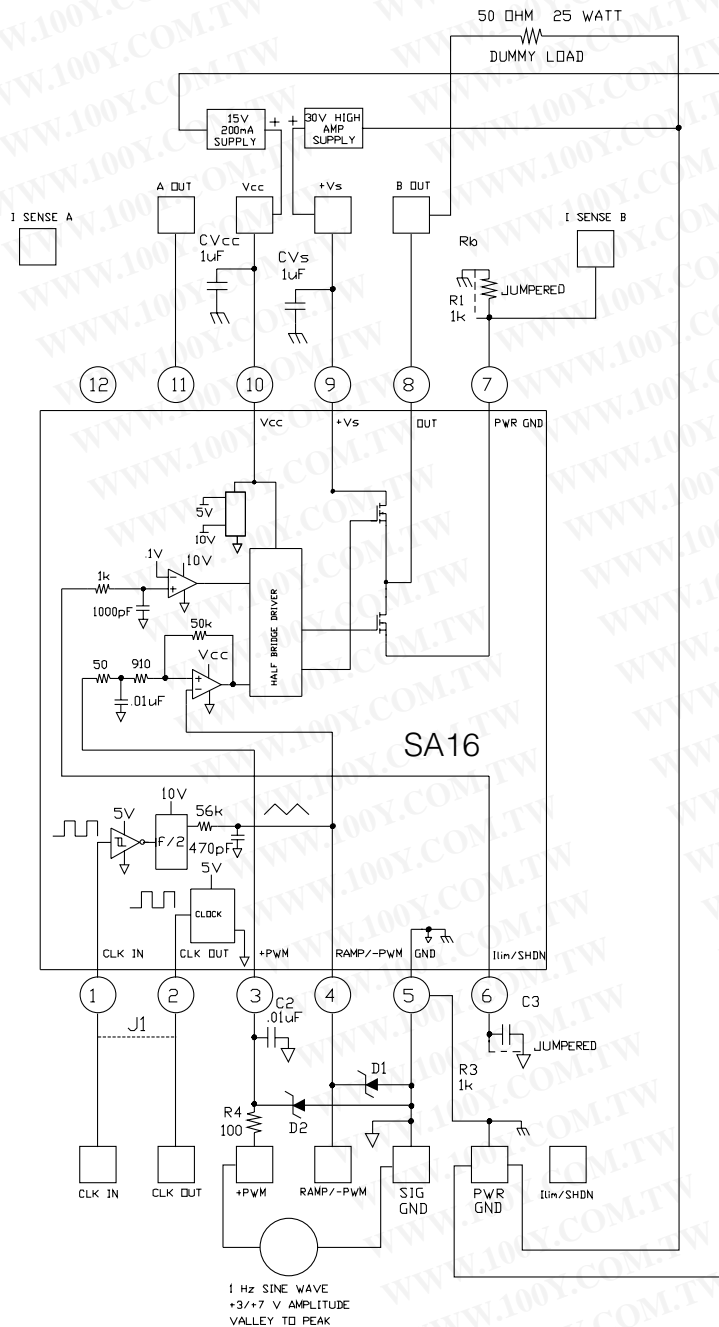 WWW.100Y.COM.TW
50 OHM 25 WATT
DUMMY LOAD
15V
200mA
SUPPLY
+ +
30V HIGH
AMP
SUPPLY
A OUT
Vcc
+Vs
B OUT
I SENSE A
I SENSE B
CVcc
1uF
CVs
1uF
Rb
R1
1k
JUMPERED
12
11
10
9
8
7
Vcc
+Vs
OUT
PWR GND
5V
10V
.1V
10V
1k
1000pF
HALF BRIDGE DRIVER
50k
50
910
Vcc
.01uF
SA16
5V
10V
F/2
56k
470pF
5V
CLOCK
CLK IN
CLK OUT
+PWM
RAMP/-PWM
GND
Ilim/SHDN
1
2
3
4
5
6
J1
C2
.01uF
C3
JUMPERED
D1
D2
R3
1k
R4
100
CLK IN
CLK OUT
+PWM
RAMP/-PWM
SIG
GND
PWR
GND
Ilim/SHDN
1 Hz SINE WAVE
+3/+7 V AMPLITUDE
VALLEY TO PEAK